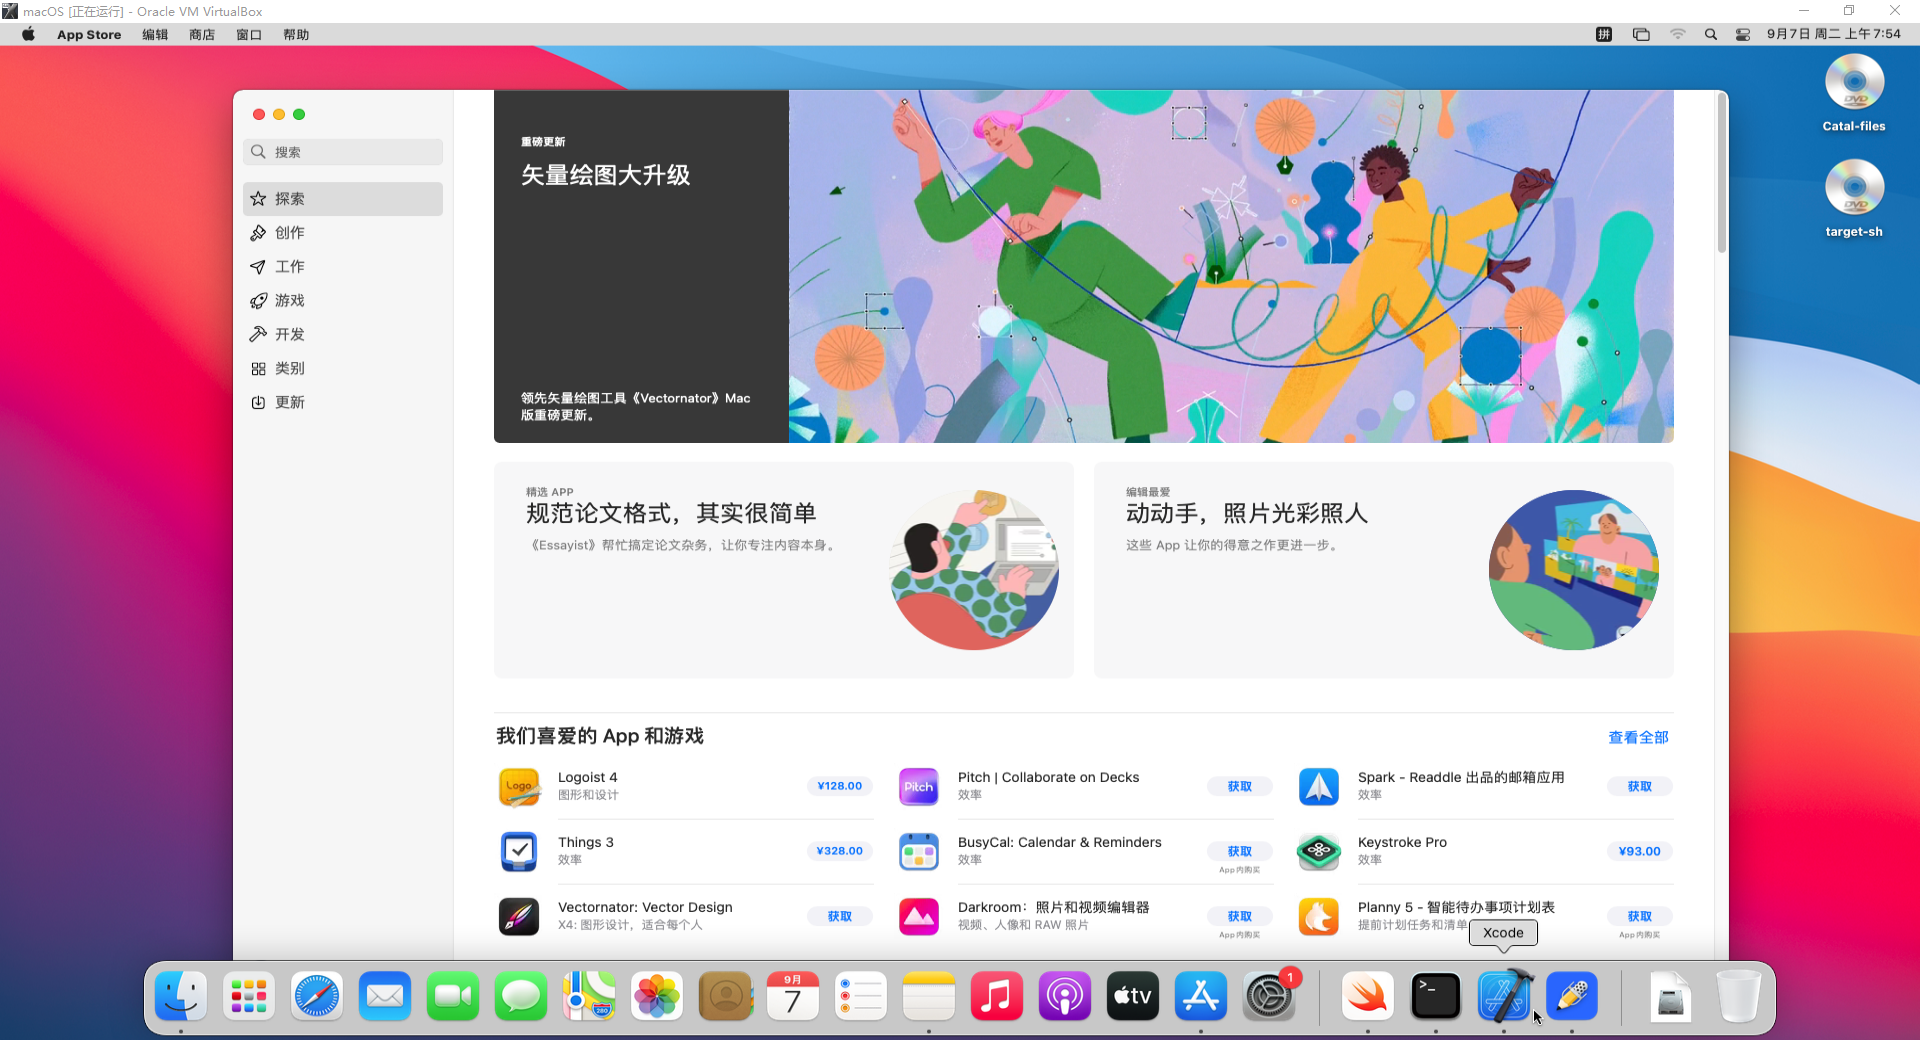 macOS [正在运行] - Oracle VM VirtualBox
App Store 编辑 商店 窗口 帮助
拼
9月7日 周二 上午7:54
DVD
Catal-files
DVD
target-sh
搜索
探索
创作
工作
游戏
开发
类别
更新
重磅更新
矢量绘图大升级
领先矢量绘图工具《Vectornator》Mac
版重磅更新。
精选 APP
规范论文格式，其实很简单
《Essayist》帮忙搞定论文杂务，让你专注内容本身。
编辑最爱
动动手，照片光彩照人
这些 App 让你的得意之作更进一步。
我们喜爱的 App 和游戏
查看全部
Logo
Logoist 4
图形和设计
¥128.00
Pitch
Pitch | Collaborate on Decks
效率
获取
Spark - Readdle 出品的邮箱应用
效率
获取
Things 3
效率
¥328.00
BusyCal: Calendar & Reminders
效率
获取
App 内购买
Keystroke Pro
效率
¥93.00
Vectornator: Vector Design
X4: 图形设计，适合每个人
获取
Darkroom：照片和视频编辑器
视频、人像和 RAW 照片
获取
App 内购买
Planny 5 - 智能待办事项计划表
提前计划任务和清单
获取
App 内购买
Xcode
280
9月
7
tv
1
>_